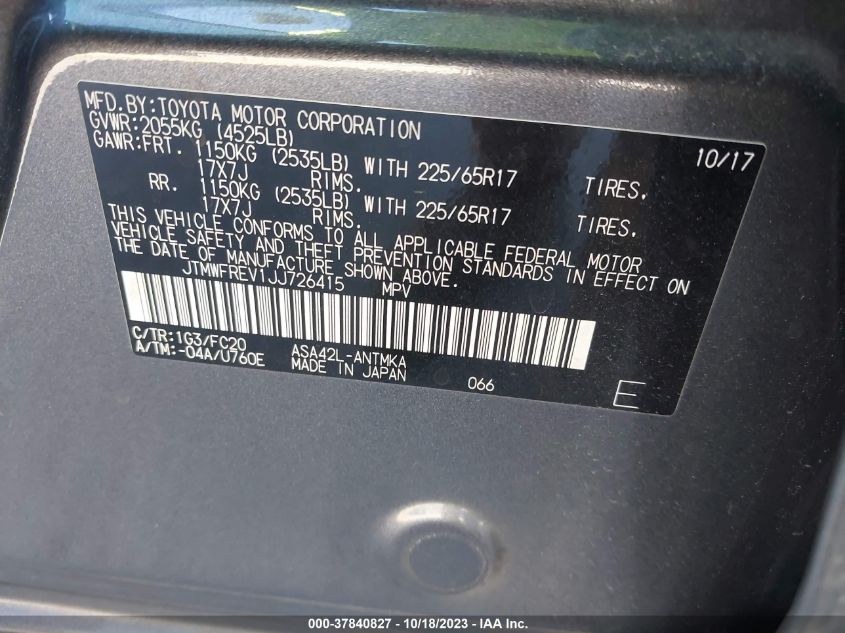 MFD.BY:TOYOTA MOTOR CORPORATION 10/17
GVWR:2055KG (4525LB)
GAWR:FRT. 1150KG (2535LB) WITH 225/65R17 TIRES,
17X7J RIMS.
RR. 1150KG (2535LB) WITH 225/65R17 TIRES,
17X7J RIMS.
THIS VEHICLE CONFORMS TO ALL APPLICABLE FEDERAL MOTOR
VEHICLE SAFETY AND THEFT PREVENTION STANDARDS IN EFFECT ON
THE DATE OF MANUFACTURE SHOWN ABOVE.
JTMWFREV1JJ726415 MPV
C/TR:1G3/FC20 ASA42L-ANTMKA
A/TM:-04A/U760E MADE IN JAPAN 066 E
000-37840827 - 10/18/2023 - IAA Inc.